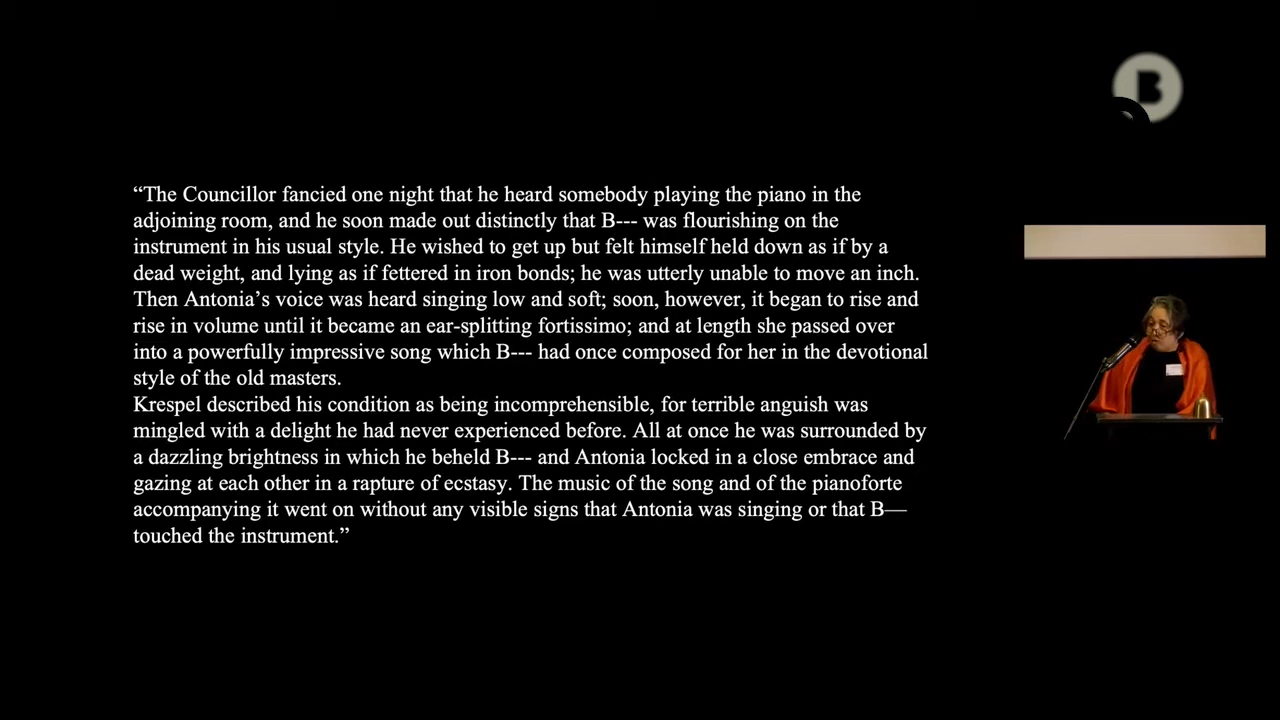 B
“The Councillor fancied one night that he heard somebody playing the piano in the
adjoining room, and he soon made out distinctly that B--- was flourishing on the
instrument in his usual style. He wished to get up but felt himself held down as if by a
dead weight, and lying as if fettered in iron bonds; he was utterly unable to move an inch.
Then Antonia’s voice was heard singing low and soft; soon, however, it began to rise and
rise in volume until it became an ear-splitting fortissimo; and at length she passed over
into a powerfully impressive song which B--- had once composed for her in the devotional
style of the old masters.
Krespel described his condition as being incomprehensible, for terrible anguish was
mingled with a delight he had never experienced before. All at once he was surrounded by
a dazzling brightness in which he beheld B--- and Antonia locked in a close embrace and
gazing at each other in a rapture of ecstasy. The music of the song and of the pianoforte
accompanying it went on without any visible signs that Antonia was singing or that B—
touched the instrument.”